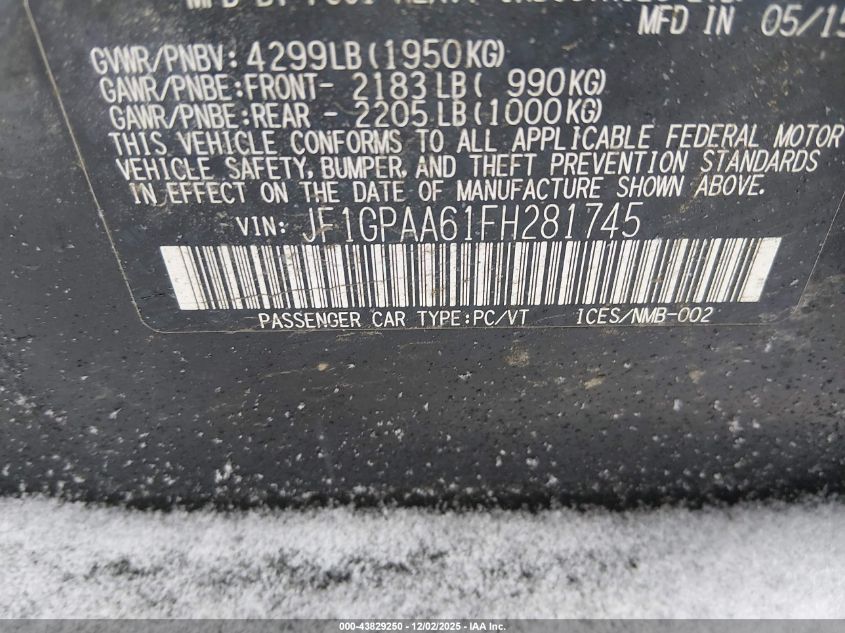 MFD IN 05/15
GVWR/PNBV: 4299LB(1950KG)
GAWR/PNBE:FRONT- 2183LB( 990KG)
GAWR/PNBE:REAR - 2205LB(1000KG)
THIS VEHICLE CONFORMS TO ALL APPLICABLE FEDERAL MOTOR
VEHICLE SAFETY, BUMPER, AND THEFT PREVENTION STANDARDS
IN EFFECT ON THE DATE OF MANUFACTURE SHOWN ABOVE.
VIN: JF1GPAA61FH281745
PASSENGER CAR TYPE:PC/VT ICES/NMB-002
000-43829250 - 12/02/2025 - IAA Inc.